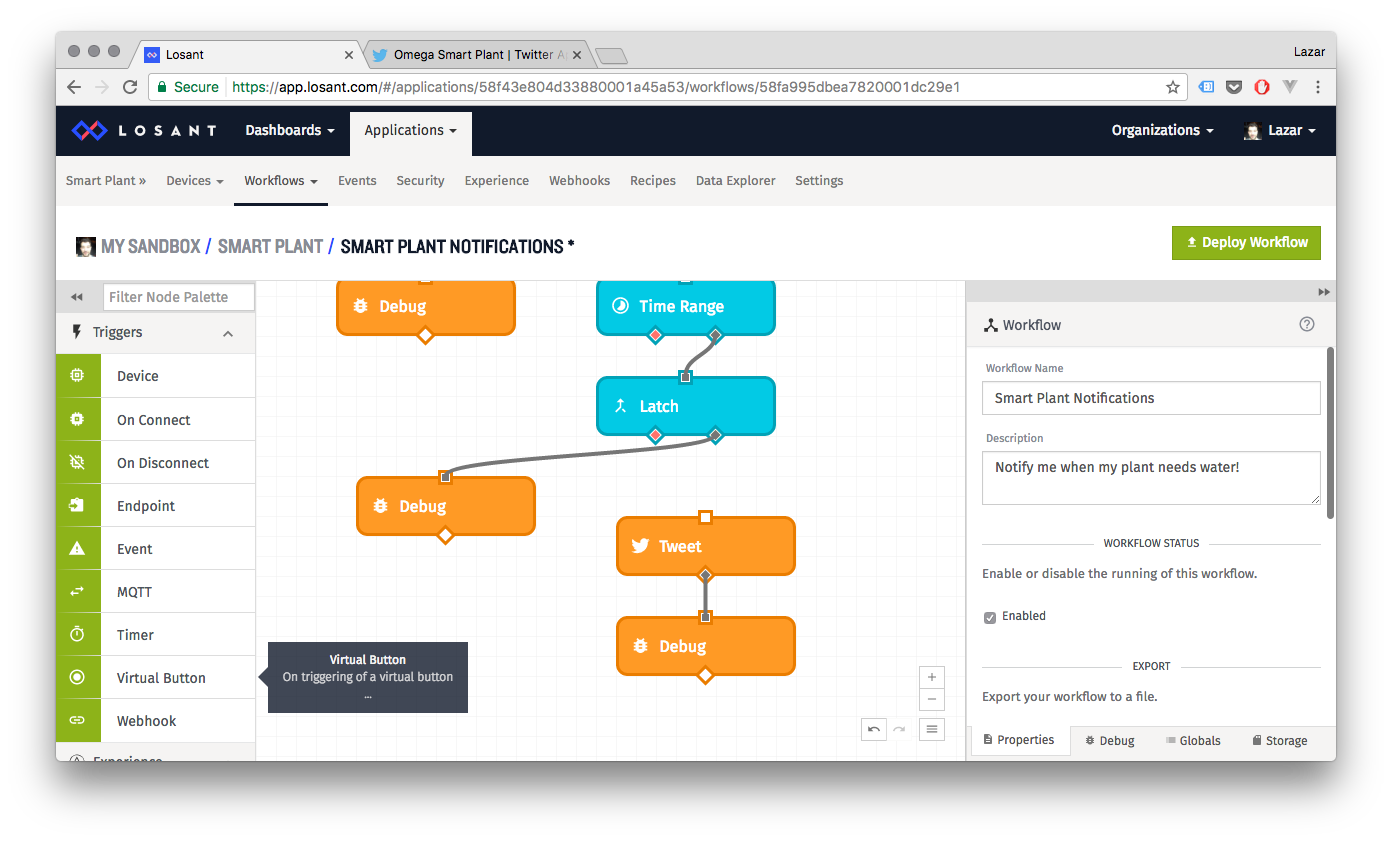 Losant
Omega Smart Plant | Twitter A
Lazar
Secure
https://app.losant.com/#/applications/58f43e804d33880001a45a53/workflows/58fa995dbea7820001dc29e1
LOSANT
Dashboards
Applications
Organizations
Lazar
Smart Plant »
Devices
Workflows
Events
Security
Experience
Webhooks
Recipes
Data Explorer
Settings
MY SANDBOX / SMART PLANT / SMART PLANT NOTIFICATIONS *
Deploy Workflow
Filter Node Palette
Triggers
Device
On Connect
On Disconnect
Endpoint
Event
MQTT
Timer
Virtual Button
Webhook
Experience
Virtual Button
On triggering of a virtual button
...
Debug
Time Range
Latch
Debug
Tweet
Debug
Workflow
Workflow Name
Smart Plant Notifications
Description
Notify me when my plant needs water!
WORKFLOW STATUS
Enable or disable the running of this workflow.
Enabled
EXPORT
Export your workflow to a file.
Properties
Debug
Globals
Storage